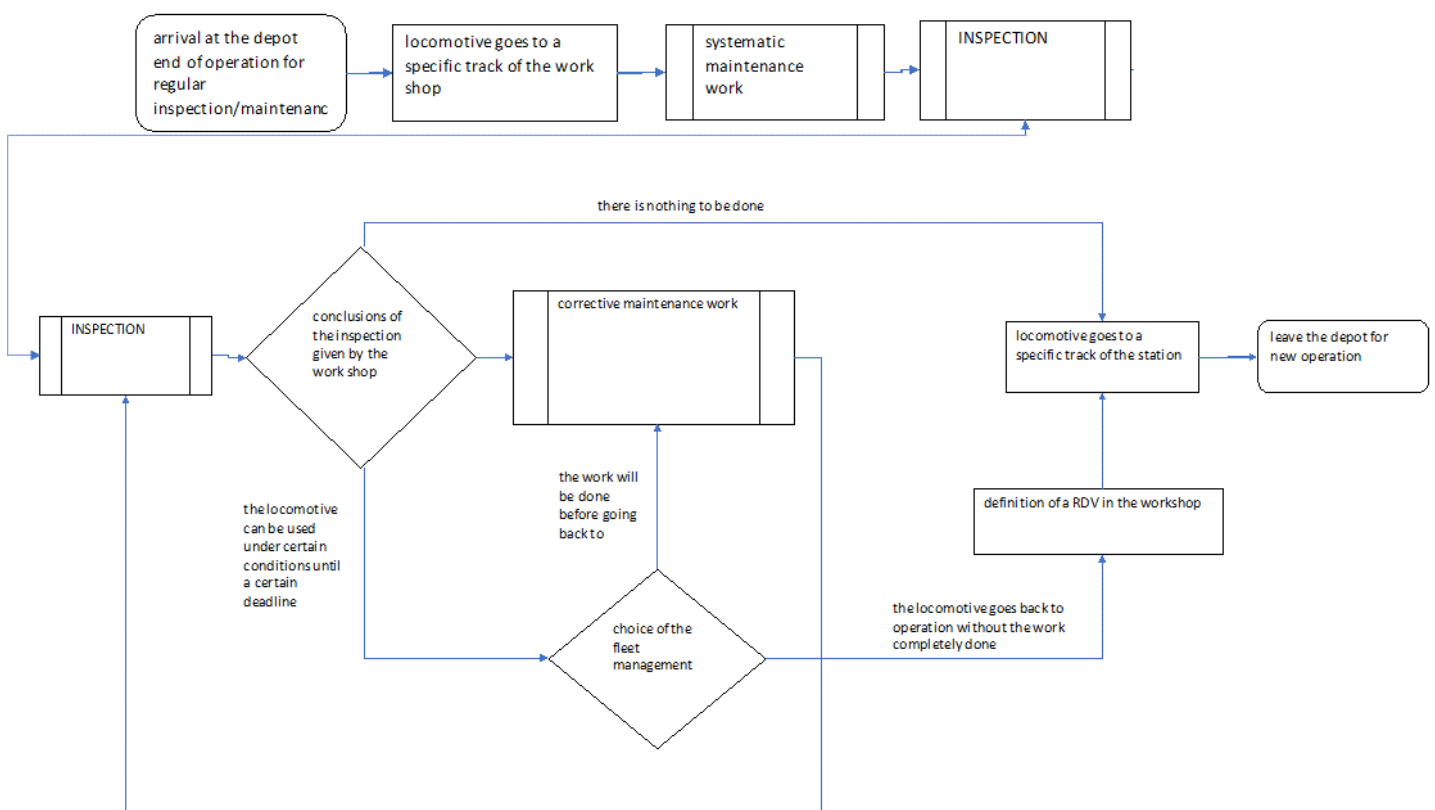 arrival at the depot
end of operation for
regular
inspection/maintenanc
locomotive goes to a
specific track of the work
shop
systematic
maintenance
work
INSPECTION
there is nothing to be done
INSPECTION
conclusions of
the inspection
given by the
work shop
corrective maintenance work
locomotive goes to a
specific track of the station
leave the depot for
new operation
the locomotive
can be used
under certain
conditions until
a certain
deadline
the work will
be done
before going
back to
definition of a RDV in the workshop
choice of the
fleet
management
the locomotive goes back to
operation without the work
completely done